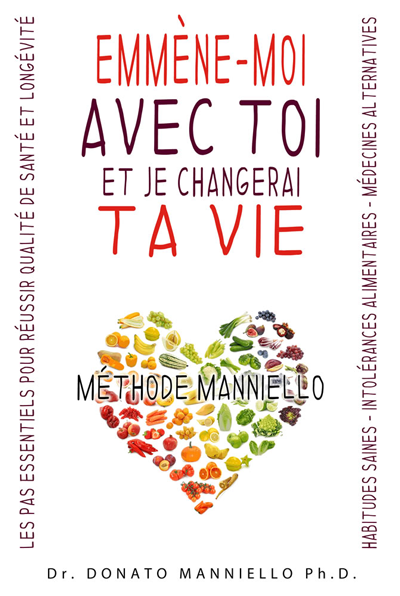 EMMÈNE-MOI
AVEC TOI
ET JE CHANGERAI
TA VIE
LES PAS ESSENTIELS POUR RÉUSSIR QUALITÉ DE SANTÉ ET LONGÉVITÉ
HABITUDES SAINES - INTOLÉRANCES ALIMENTAIRES - MÉDECINES ALTERNATIVES
MÉTHODE MANNIELLO
Dr. DONATO MANNIELLO Ph.D.